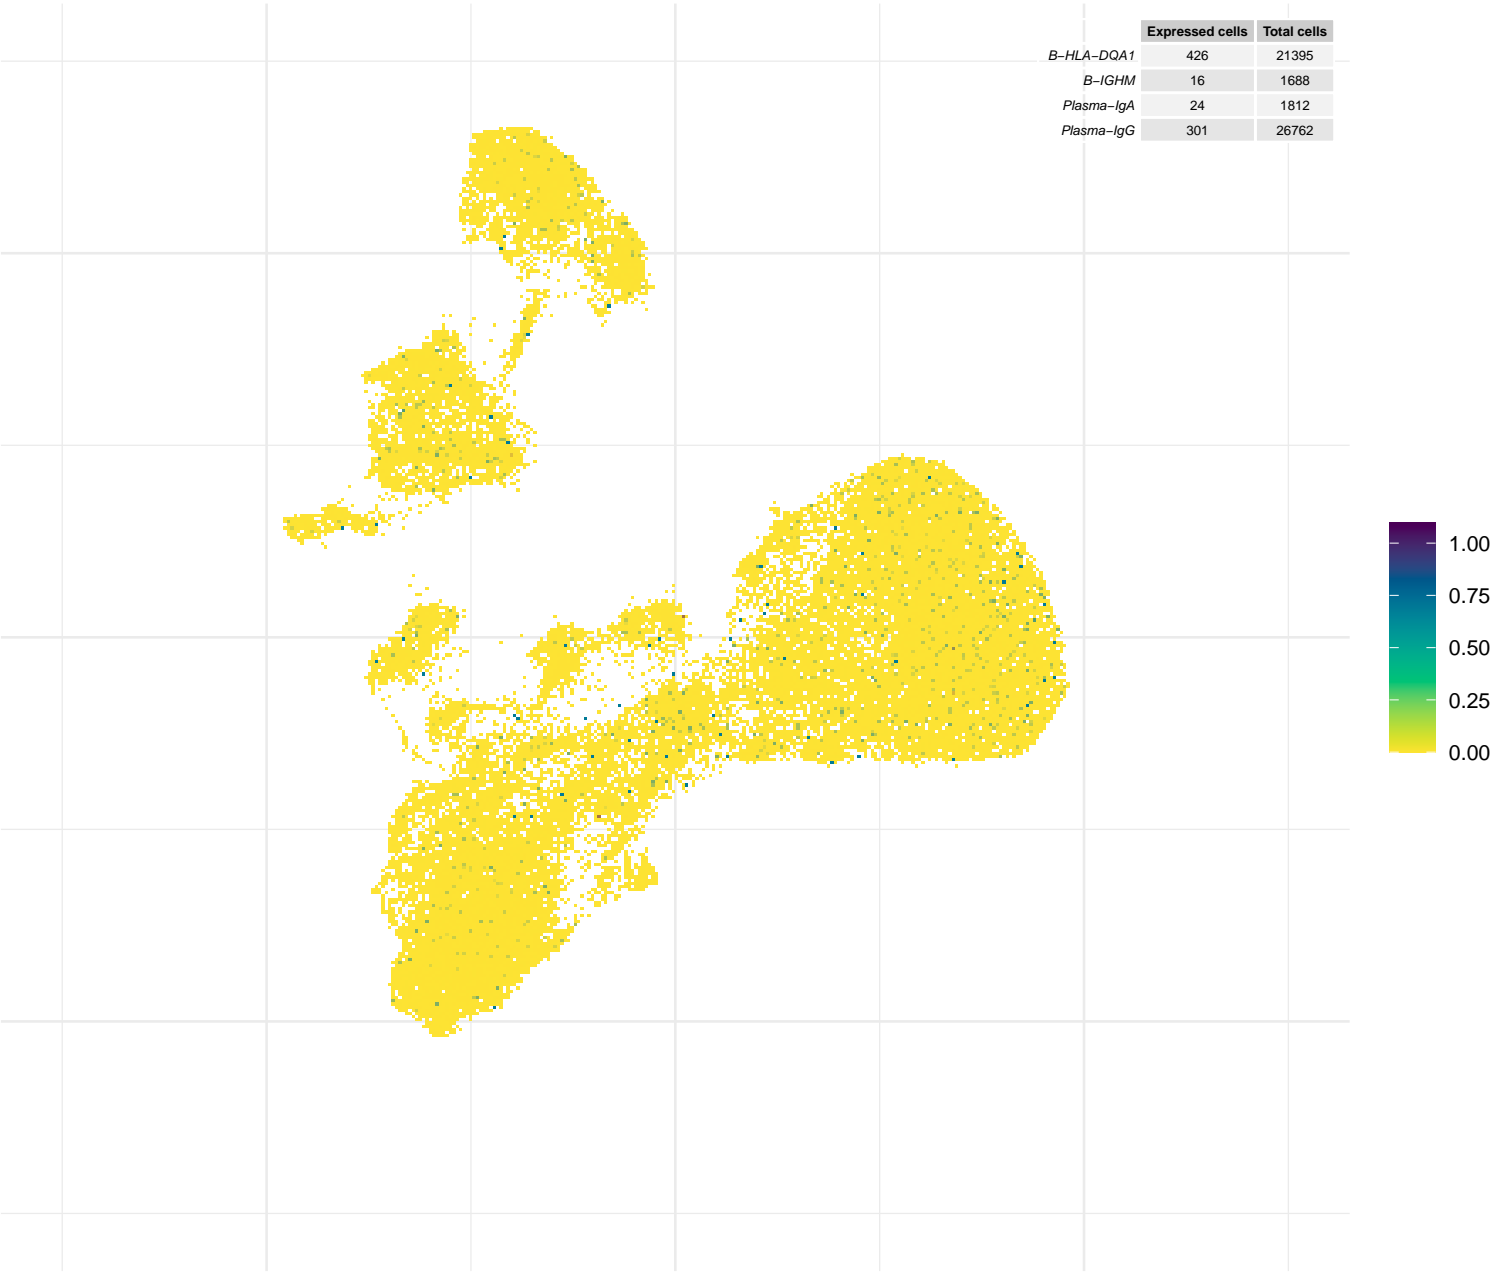 Expressed cells Total cells
B−HLA−DQA1 426 21395
B−IGHM 16 1688
Plasma−IgA 24 1812
Plasma−IgG 301 26762
1.00
0.75
0.50
0.25
0.00